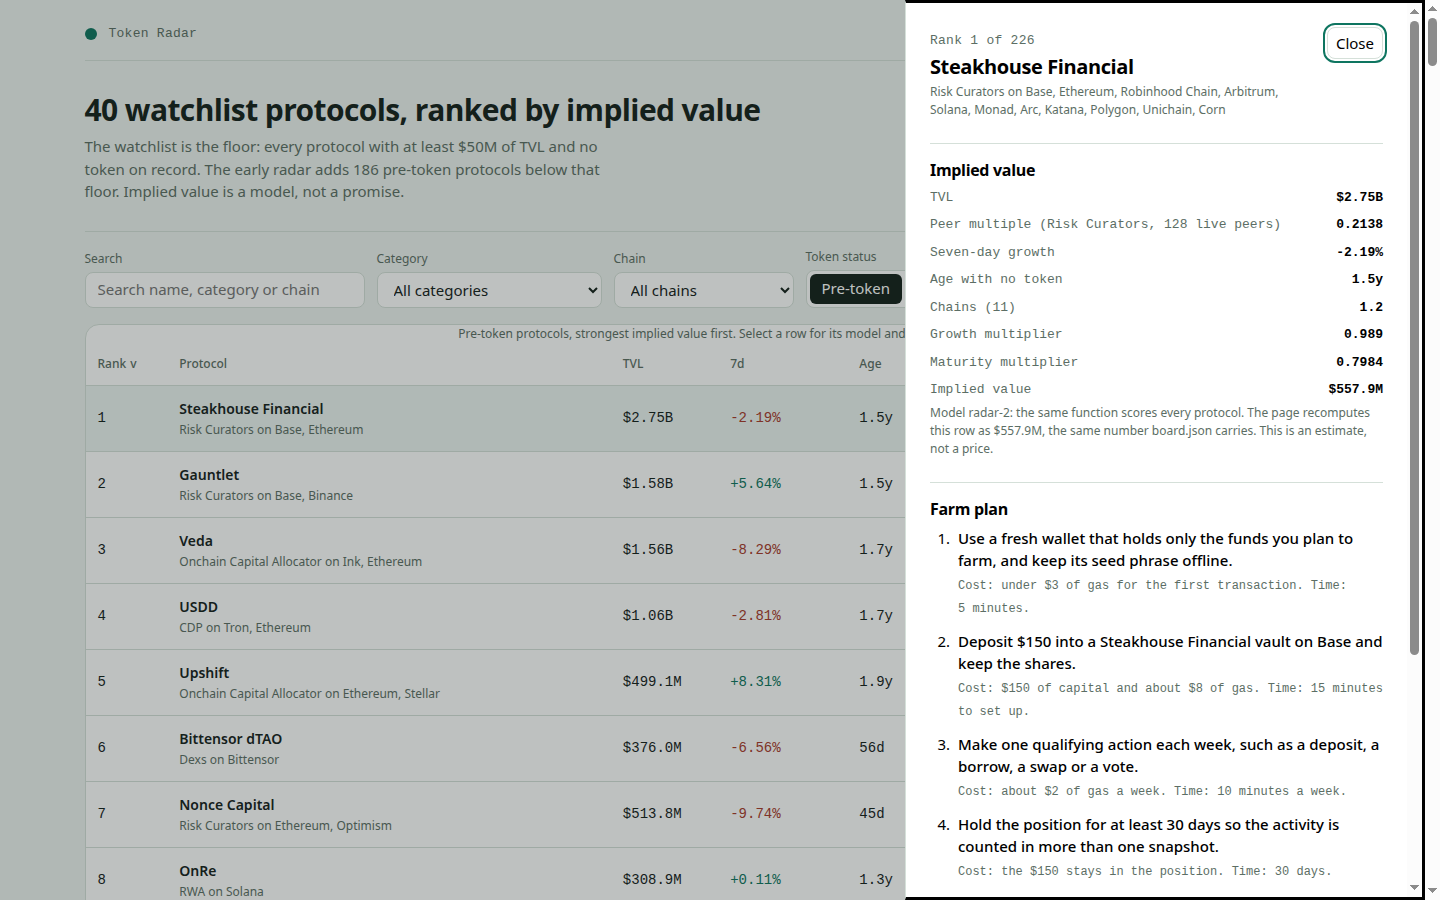 Token Radar
40 watchlist protocols, ranked by implied value
The watchlist is the floor: every protocol with at least $50M of TVL and no
token on record. The early radar adds 186 pre-token protocols below that
floor. Implied value is a model, not a promise.
Search
Category
Chain
Token status
Search name, category or chain
All categories
All chains
Pre-token
Pre-token protocols, strongest implied value first. Select a row for its model and
Rank v Protocol TVL 7d Age
1 Steakhouse Financial $2.75B -2.19% 1.5y
Risk Curators on Base, Ethereum
2 Gauntlet $1.58B +5.64% 1.5y
Risk Curators on Base, Binance
3 Veda $1.56B -8.29% 1.7y
Onchain Capital Allocator on Ink, Ethereum
4 USDD $1.06B -2.81% 1.7y
CDP on Tron, Ethereum
5 Upshift $499.1M +8.31% 1.9y
Onchain Capital Allocator on Ethereum, Stellar
6 Bittensor dTAO $376.0M -6.56% 56d
Dexs on Bittensor
7 Nonce Capital $513.8M -9.74% 45d
Risk Curators on Ethereum, Optimism
8 OnRe $308.9M +0.11% 1.3y
RWA on Solana
Rank 1 of 226
Close
Steakhouse Financial
Risk Curators on Base, Ethereum, Robinhood Chain, Arbitrum,
Solana, Monad, Arc, Katana, Polygon, Unichain, Corn
Implied value
TVL $2.75B
Peer multiple (Risk Curators, 128 live peers) 0.2138
Seven-day growth -2.19%
Age with no token 1.5y
Chains (11) 1.2
Growth multiplier 0.989
Maturity multiplier 0.7984
Implied value $557.9M
Model radar-2: the same function scores every protocol. The page recomputes
this row as $557.9M, the same number board.json carries. This is an estimate,
not a price.
Farm plan
1. Use a fresh wallet that holds only the funds you plan to
farm, and keep its seed phrase offline.
Cost: under $3 of gas for the first transaction. Time:
5 minutes.
2. Deposit $150 into a Steakhouse Financial vault on Base and
keep the shares.
Cost: $150 of capital and about $8 of gas. Time: 15 minutes
to set up.
3. Make one qualifying action each week, such as a deposit, a
borrow, a swap or a vote.
Cost: about $2 of gas a week. Time: 10 minutes a week.
4. Hold the position for at least 30 days so the activity is
counted in more than one snapshot.
Cost: the $150 stays in the position. Time: 30 days.